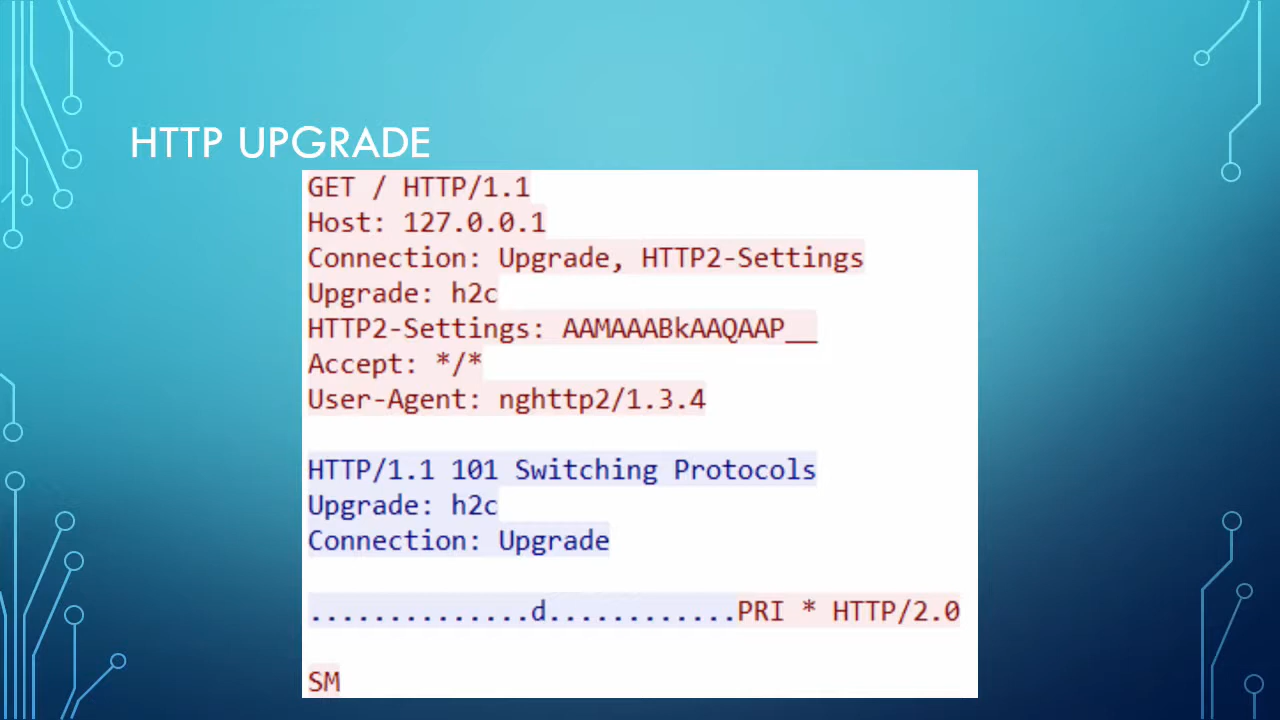 HTTP UPGRADE
GET / HTTP/1.1
Host: 127.0.0.1
Connection: Upgrade, HTTP2-Settings
Upgrade: h2c
HTTP2-Settings: AAMAAABkAAQAAP__
Accept: */*
User-Agent: nghttp2/1.3.4
HTTP/1.1 101 Switching Protocols
Upgrade: h2c
Connection: Upgrade
..............d............PRI * HTTP/2.0
SM